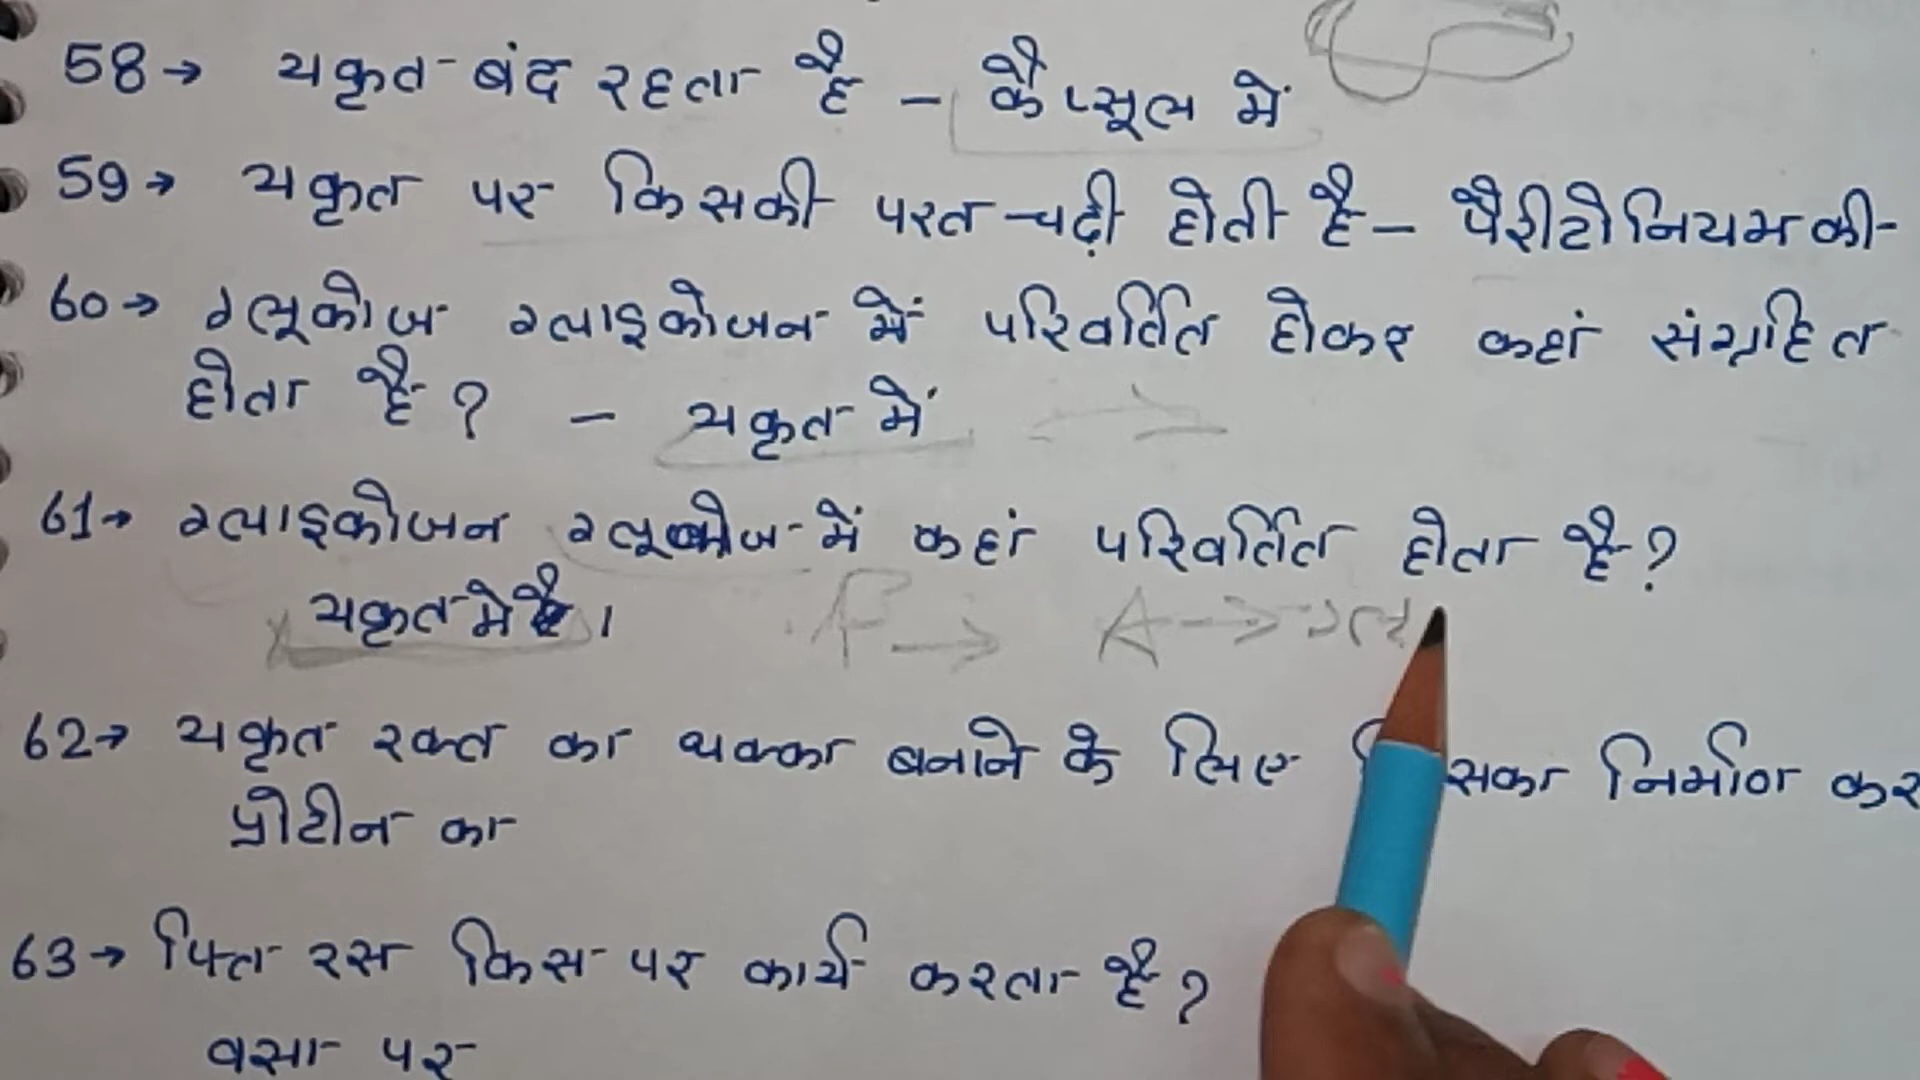 58→ यकृत बंद रहता है – कैप्सूल में
59→ यकृत पर किसकी परत चढ़ी होती है – पैरीटोनियम की
60→ ग्लूकोज ग्लाइकोजन में परिवर्तित होकर कहां संग्रहित
होता है? – यकृत में
61→ ग्लाइकोजन ग्लूकोज में कहां परिवर्तित होता है?
यकृत मे है।
F → A → ग्ल
62→ यकृत रक्त का थक्का बनाने के लिए निर्माण कर
प्रोटीन का
63→ पित्त रस किस पर कार्य करता है?
वसा पर